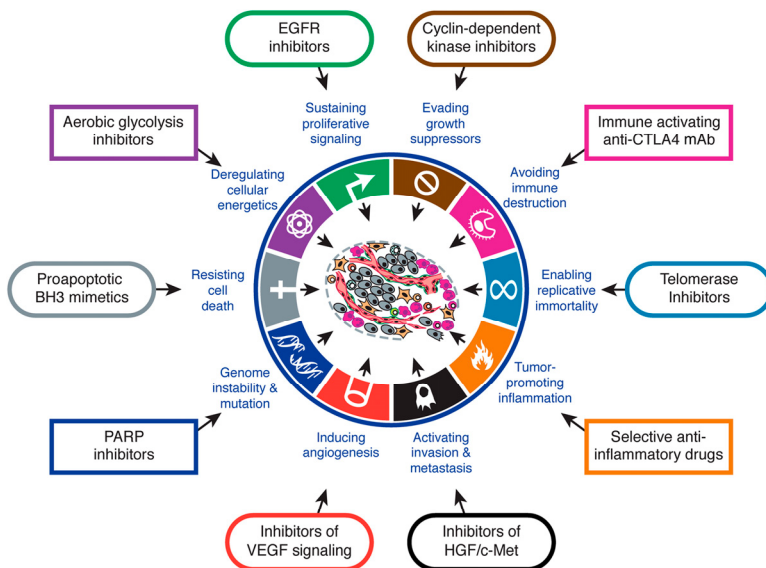 EGFR
inhibitors
Cyclin-dependent
kinase inhibitors
Sustaining
proliferative
signaling
Evading
growth
suppressors
Aerobic glycolysis
inhibitors
Immune activating
anti-CTLA4 mAb
Deregulating
cellular
energetics
Avoiding
immune
destruction
Proapoptotic
BH3 mimetics
Resisting
cell
death
Enabling
replicative
immortality
Telomerase
Inhibitors
Genome
instability &
mutation
Tumor-
promoting
inflammation
PARP
inhibitors
Inducing
angiogenesis
Activating
invasion &
metastasis
Selective anti-
inflammatory drugs
Inhibitors of
VEGF signaling
Inhibitors of
HGF/c-Met